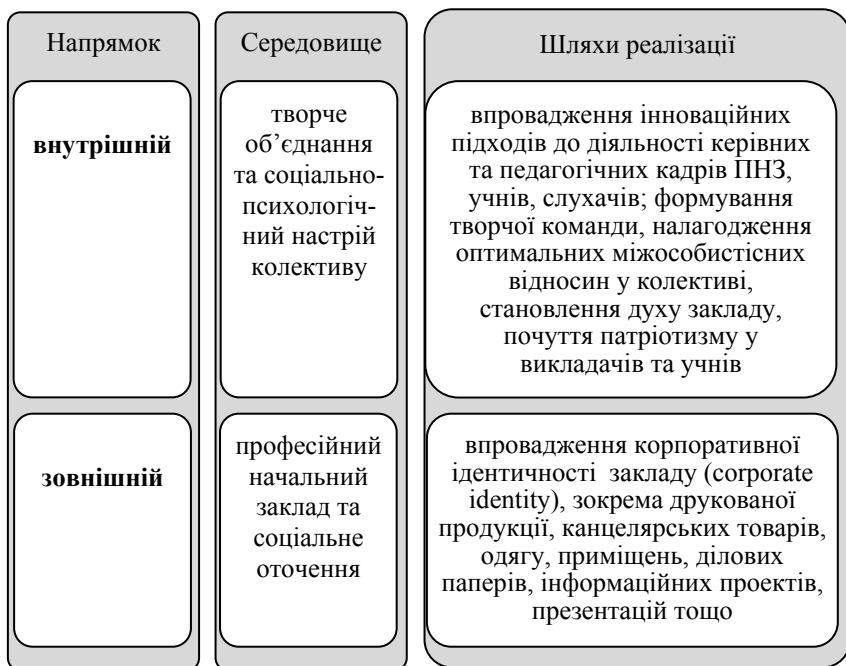 Напрямок
Середовище
Шляхи реалізації
внутрішній
творче
об’єднання
та соціально-
психологіч-
ний настрій
колективу
впровадження інноваційних
підходів до діяльності керівних
та педагогічних кадрів ПНЗ,
учнів, слухачів; формування
творчої команди, налагодження
оптимальних міжособистісних
відносин у колективі,
становлення духу закладу,
почуття патріотизму у
викладачів та учнів
зовнішній
професійний
начальний
заклад та
соціальне
оточення
впровадження корпоративної
ідентичності закладу (corporate
identity), зокрема друкованої
продукції, канцелярських товарів,
одягу, приміщень, ділових
паперів, інформаційних проектів,
презентацій тощо